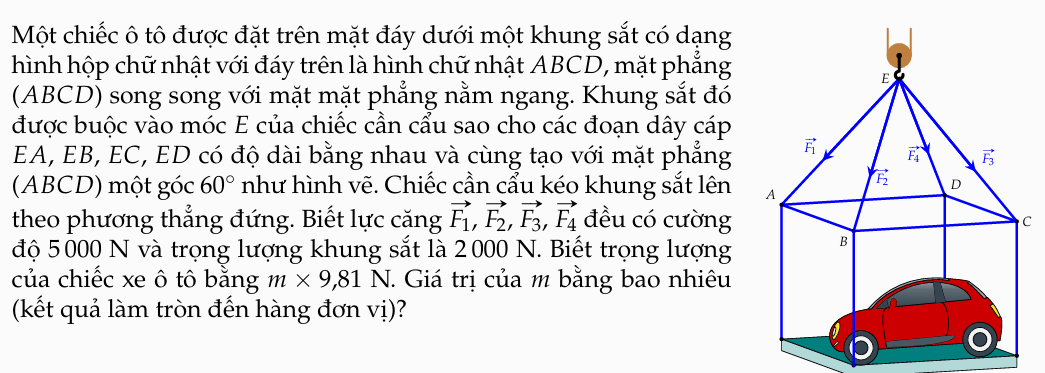 Một chiếc ô tô được đặt trên mặt đáy dưới một khung sắt có dạng
hình hộp chữ nhật với đáy trên là hình chữ nhật ABCD, mặt phẳng
(ABCD) song song với mặt mặt phẳng nằm ngang. Khung sắt đó
được buộc vào móc E của chiếc cần cẩu sao cho các đoạn dây cáp
EA, EB, EC, ED có độ dài bằng nhau và cùng tạo với mặt phẳng
(ABCD) một góc 60° như hình vẽ. Chiếc cần cẩu kéo khung sắt lên
theo phương thẳng đứng. Biết lực căng \vec{F_1}, \vec{F_2}, \vec{F_3}, \vec{F_4} đều có cường
độ 5 000 N và trọng lượng khung sắt là 2 000 N. Biết trọng lượng
của chiếc xe ô tô bằng m × 9,81 N. Giá trị của m bằng bao nhiêu
(kết quả làm tròn đến hàng đơn vị)?
E
\vec{F_1}
\vec{F_4}
\vec{F_3}
\vec{F_2}
A
D
B
C